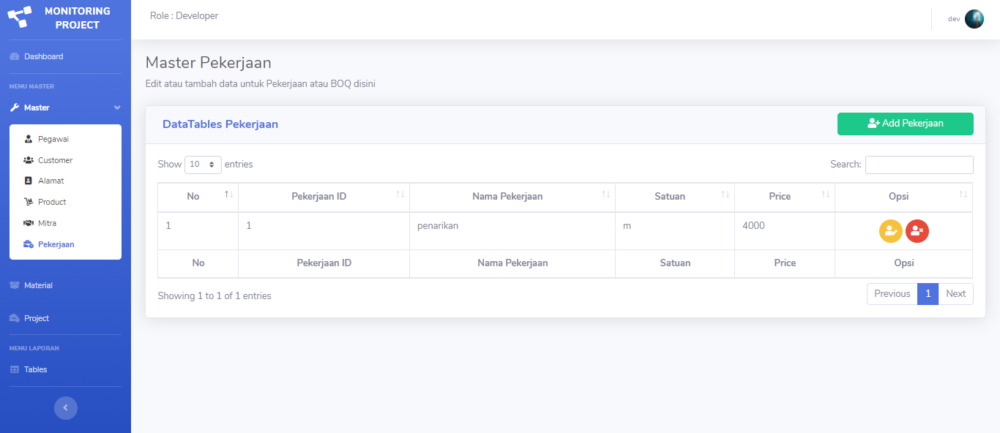 MONITORING
PROJECT
Role : Developer
dev
Dashboard
MENU MASTER
Master
Pegawai
Customer
Alamat
Product
Mitra
Pekerjaan
Material
Project
MENU LAPORAN
Tables
Master Pekerjaan
Edit atau tambah data untuk Pekerjaan atau BOQ disini
DataTables Pekerjaan
Add Pekerjaan
Show 10 entries
Search:
No Pekerjaan ID Nama Pekerjaan Satuan Price Opsi
1 1 penarikan m 4000
No Pekerjaan ID Nama Pekerjaan Satuan Price Opsi
Showing 1 to 1 of 1 entries
Previous 1 Next